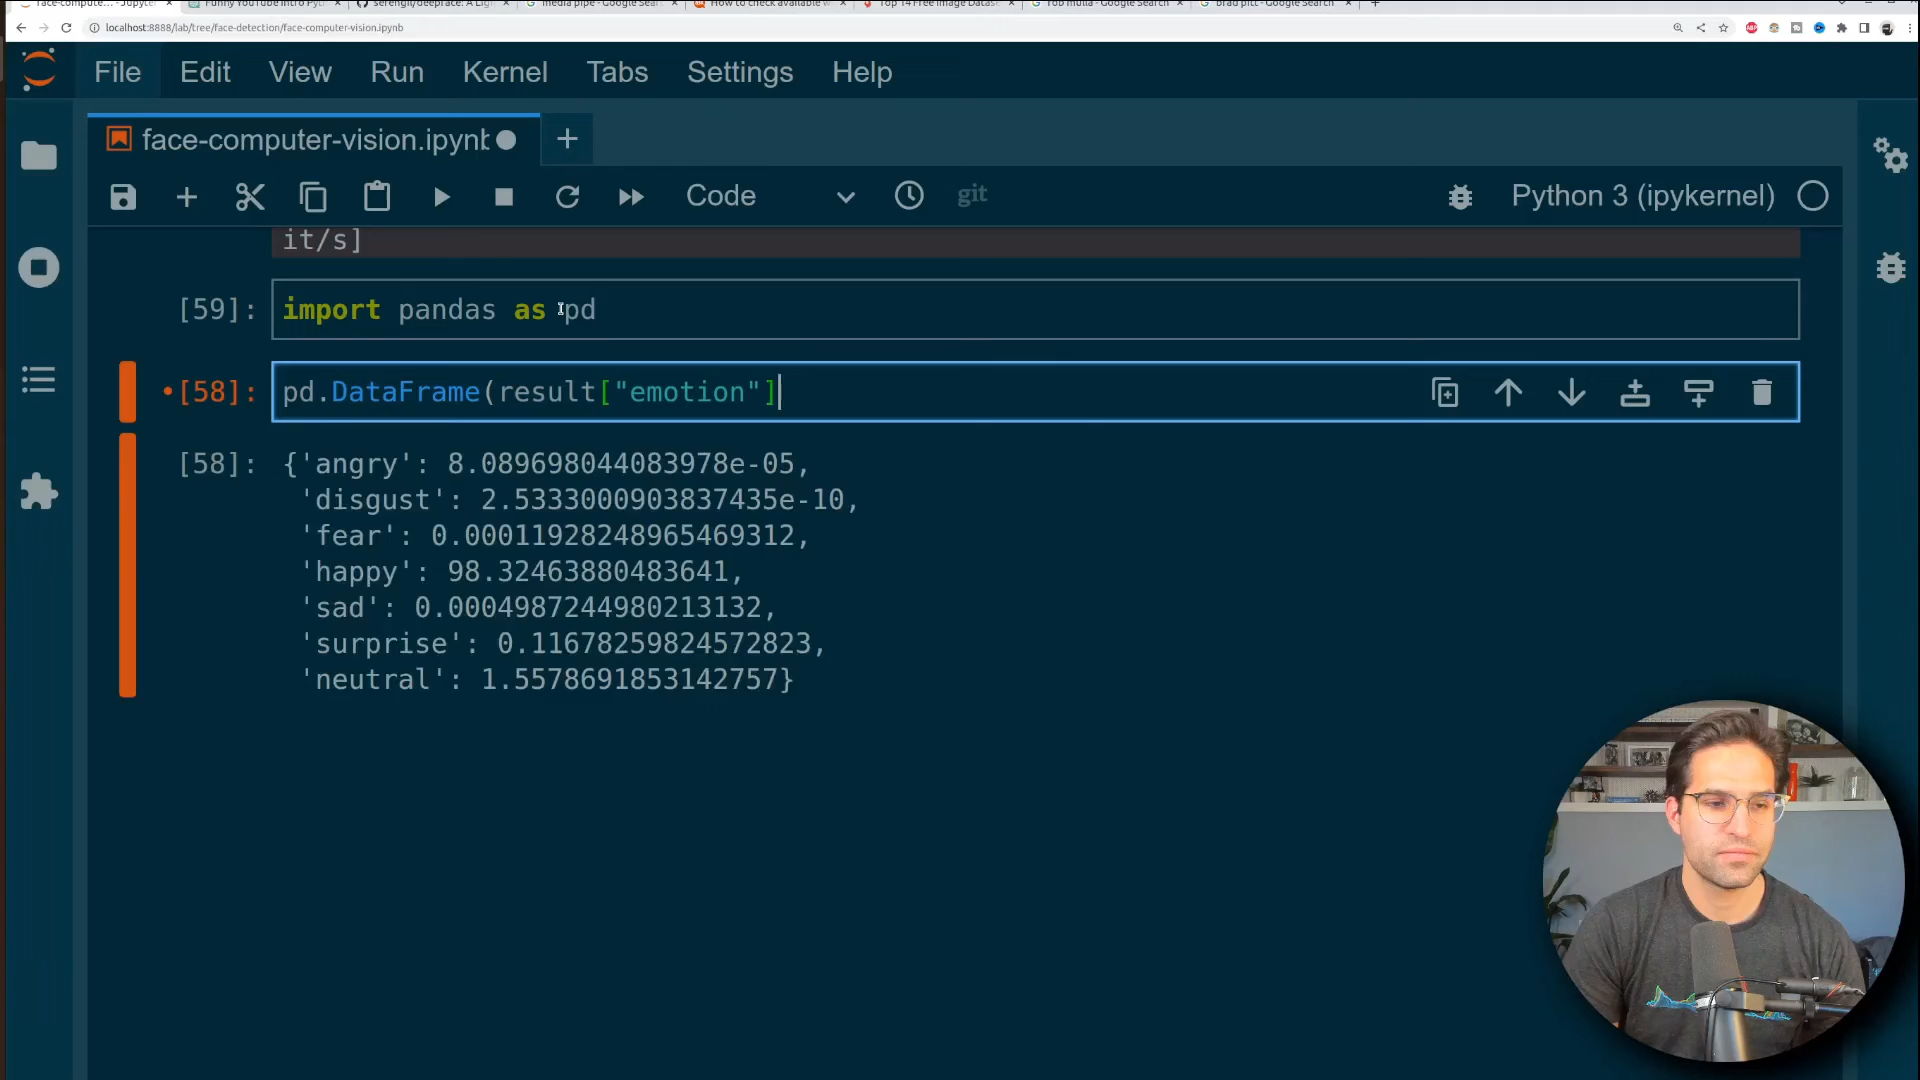 localhost:8888/lab/tree/face-detection/face-computer-vision.ipynb
File Edit View Run Kernel Tabs Settings Help
face-computer-vision.ipynb
Code
git
Python 3 (ipykernel)
it/s]
[59]: import pandas as pd
[58]: pd.DataFrame(result["emotion"]
[58]: {'angry': 8.089698044083978e-05,
'disgust': 2.5333000903837435e-10,
'fear': 0.00011928248965469312,
'happy': 98.32463880483641,
'sad': 0.0004987244980213132,
'surprise': 0.11678259824572823,
'neutral': 1.5578691853142757}